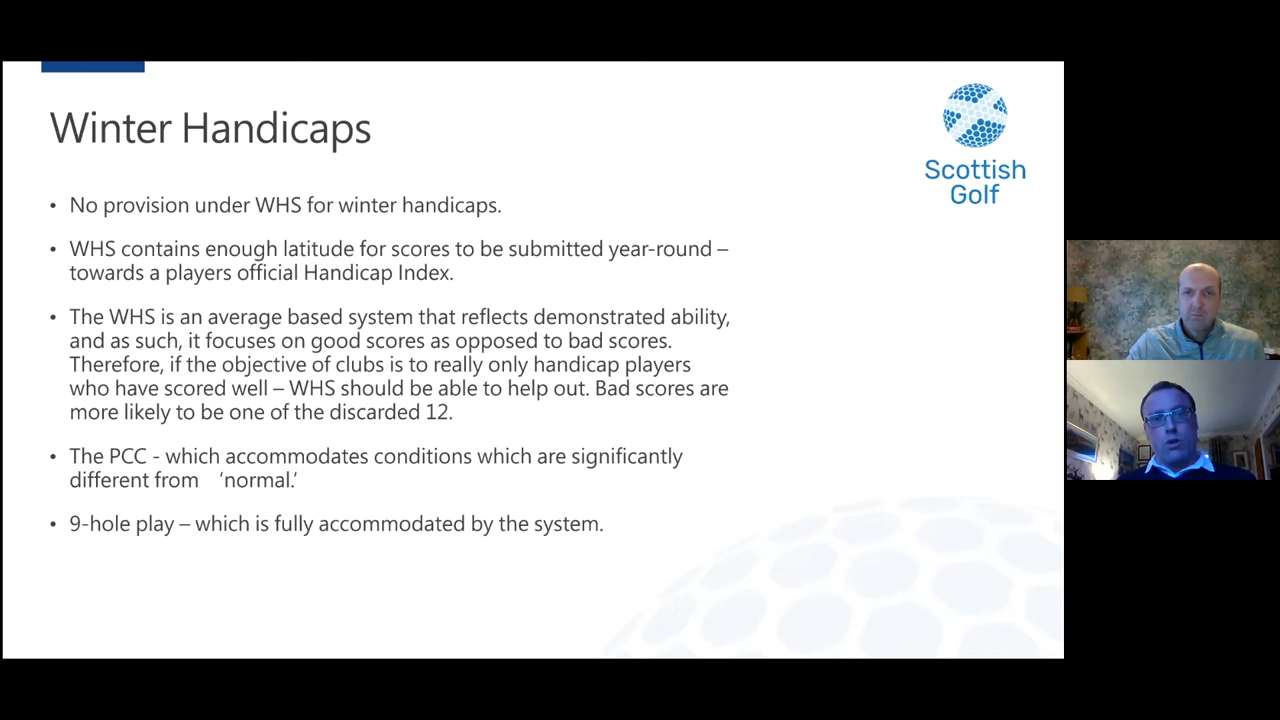 Winter Handicaps
Scottish
Golf
• No provision under WHS for winter handicaps.
• WHS contains enough latitude for scores to be submitted year-round –
towards a players official Handicap Index.
• The WHS is an average based system that reflects demonstrated ability,
and as such, it focuses on good scores as opposed to bad scores.
Therefore, if the objective of clubs is to really only handicap players
who have scored well – WHS should be able to help out. Bad scores are
more likely to be one of the discarded 12.
• The PCC - which accommodates conditions which are significantly
different from ‘normal.’
• 9-hole play – which is fully accommodated by the system.